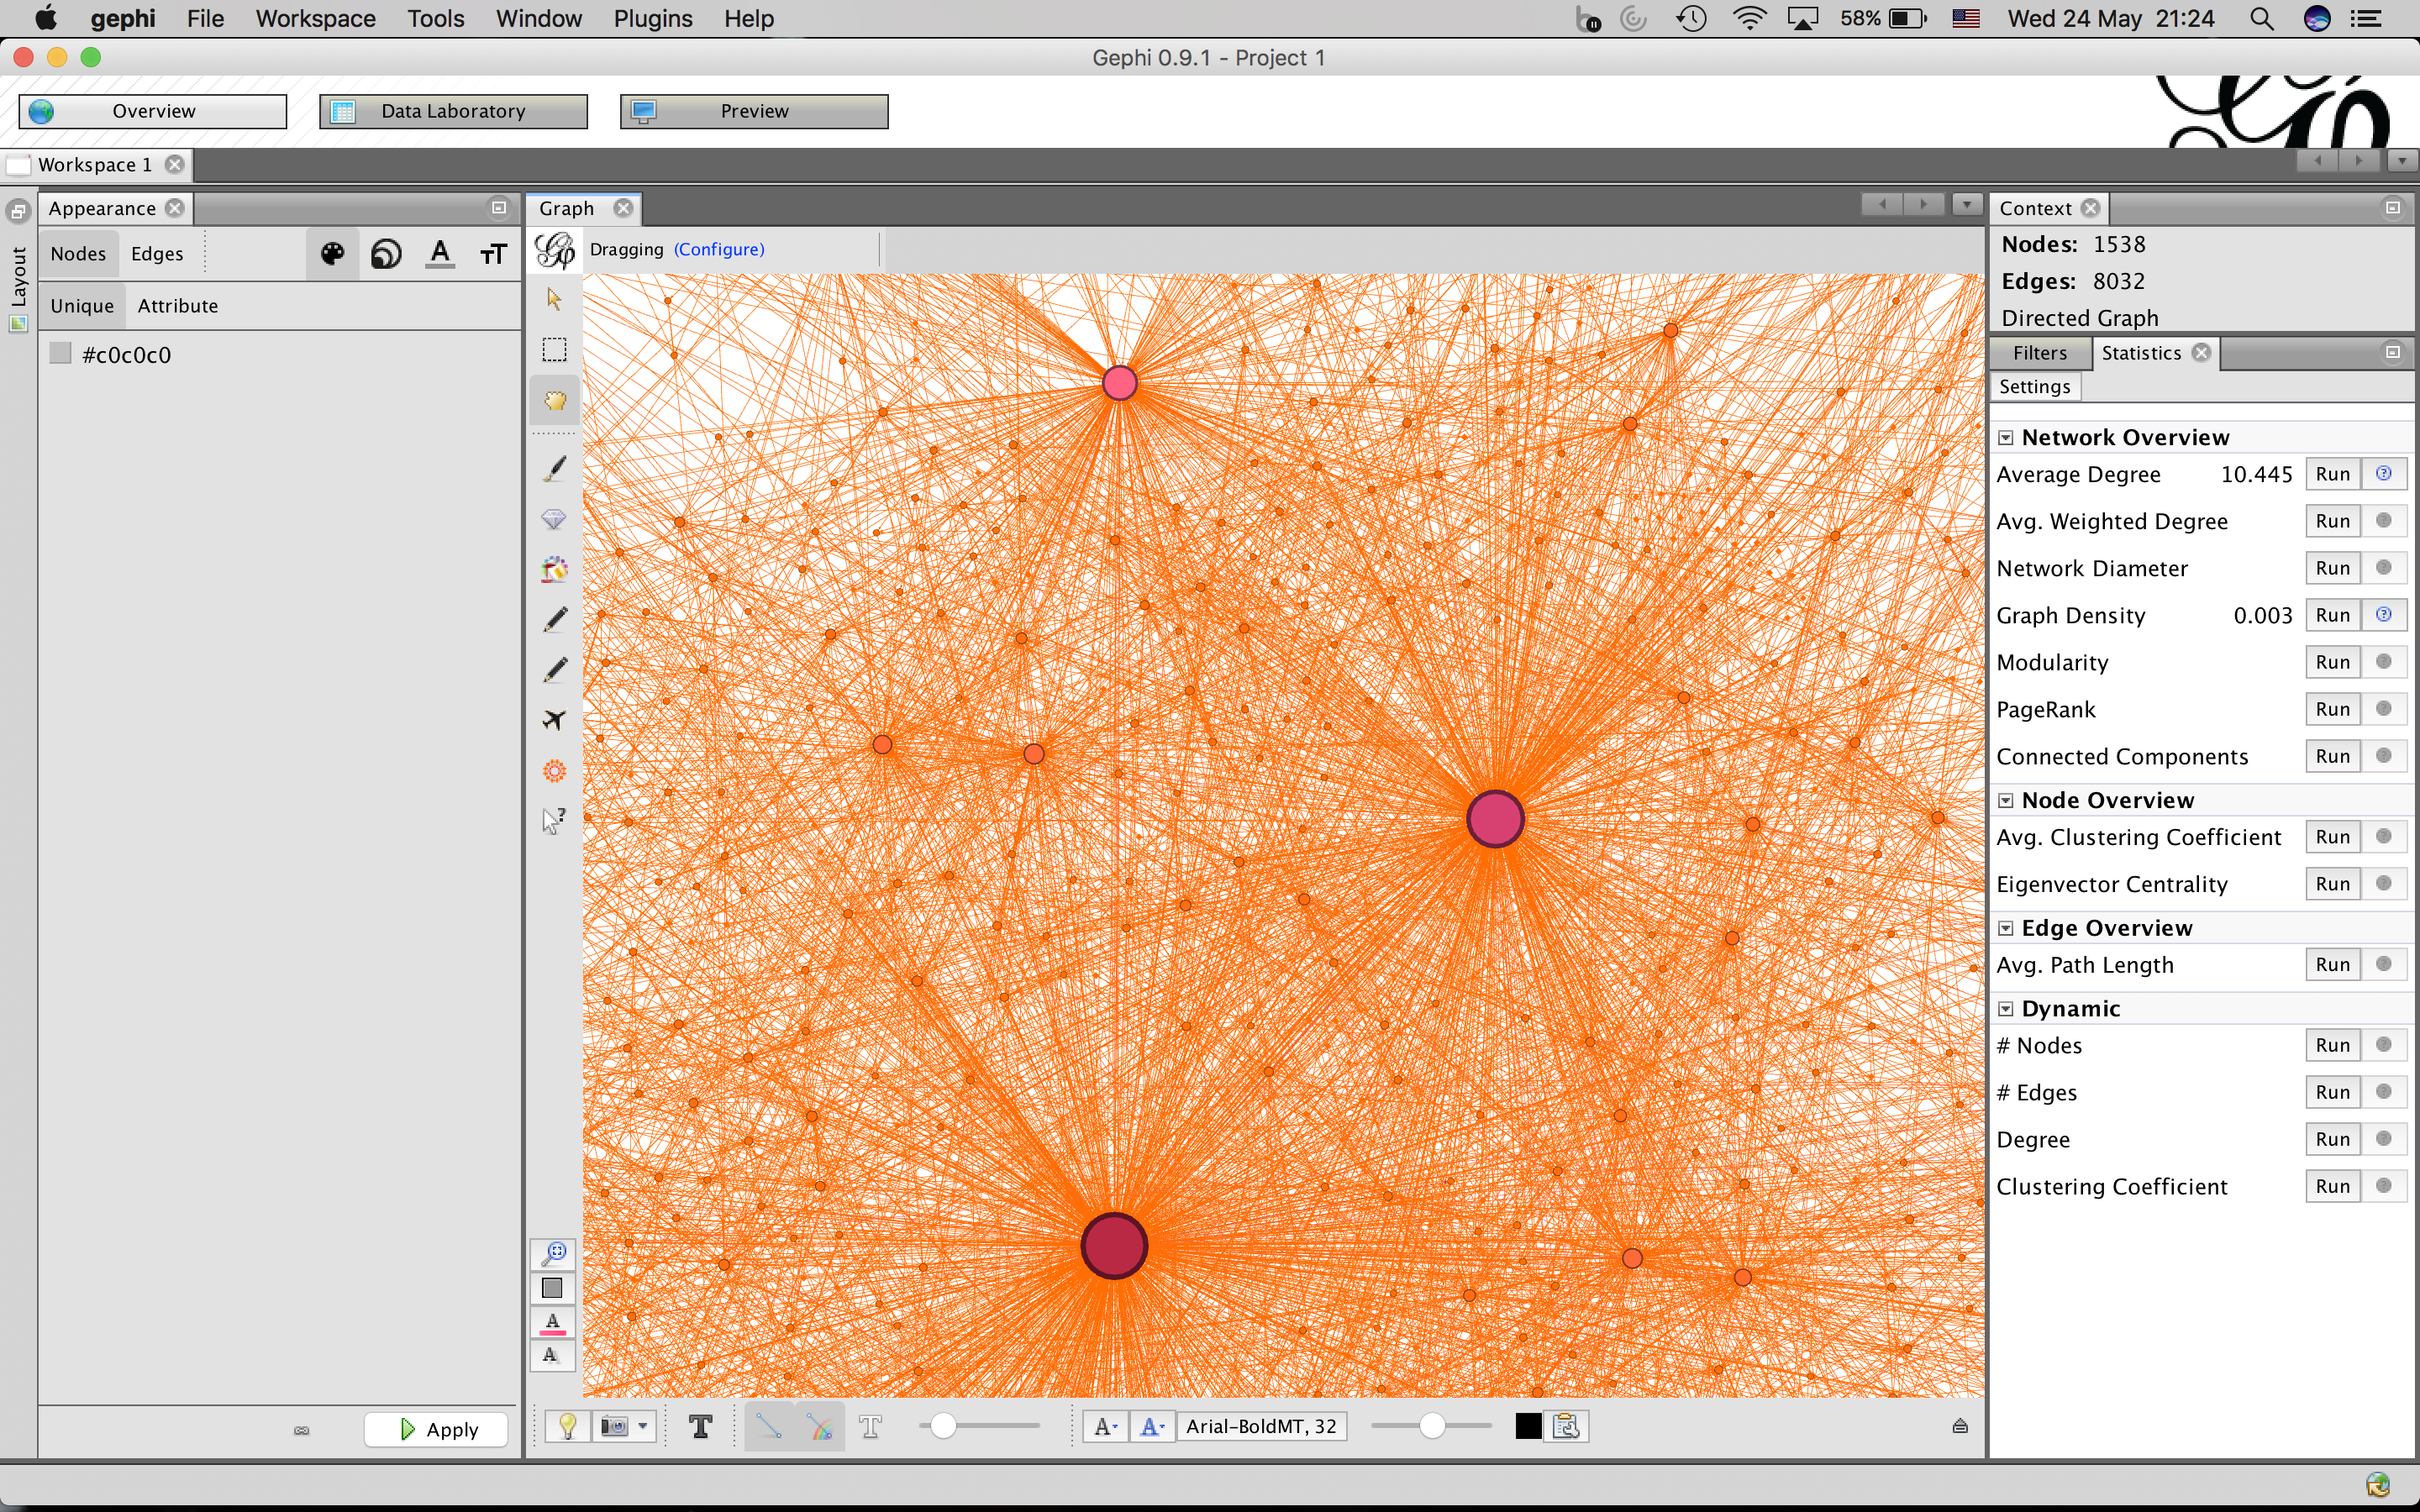 gephi File Workspace Tools Window Plugins Help 58% Wed 24 May 21:24
Gephi 0.9.1 - Project 1
Overview Data Laboratory Preview
Workspace 1
Layout
Appearance
Nodes Edges A TT
Unique Attribute
#c0c0c0
Apply
Graph
Dragging (Configure)
?
A
A
T T A A Arial-BoldMT, 32
Context
Nodes: 1538
Edges: 8032
Directed Graph
Filters Statistics
Settings
Network Overview
Average Degree 10.445 Run ?
Avg. Weighted Degree Run ?
Network Diameter Run ?
Graph Density 0.003 Run ?
Modularity Run ?
PageRank Run ?
Connected Components Run ?
Node Overview
Avg. Clustering Coefficient Run ?
Eigenvector Centrality Run ?
Edge Overview
Avg. Path Length Run ?
Dynamic
# Nodes Run ?
# Edges Run ?
Degree Run ?
Clustering Coefficient Run ?